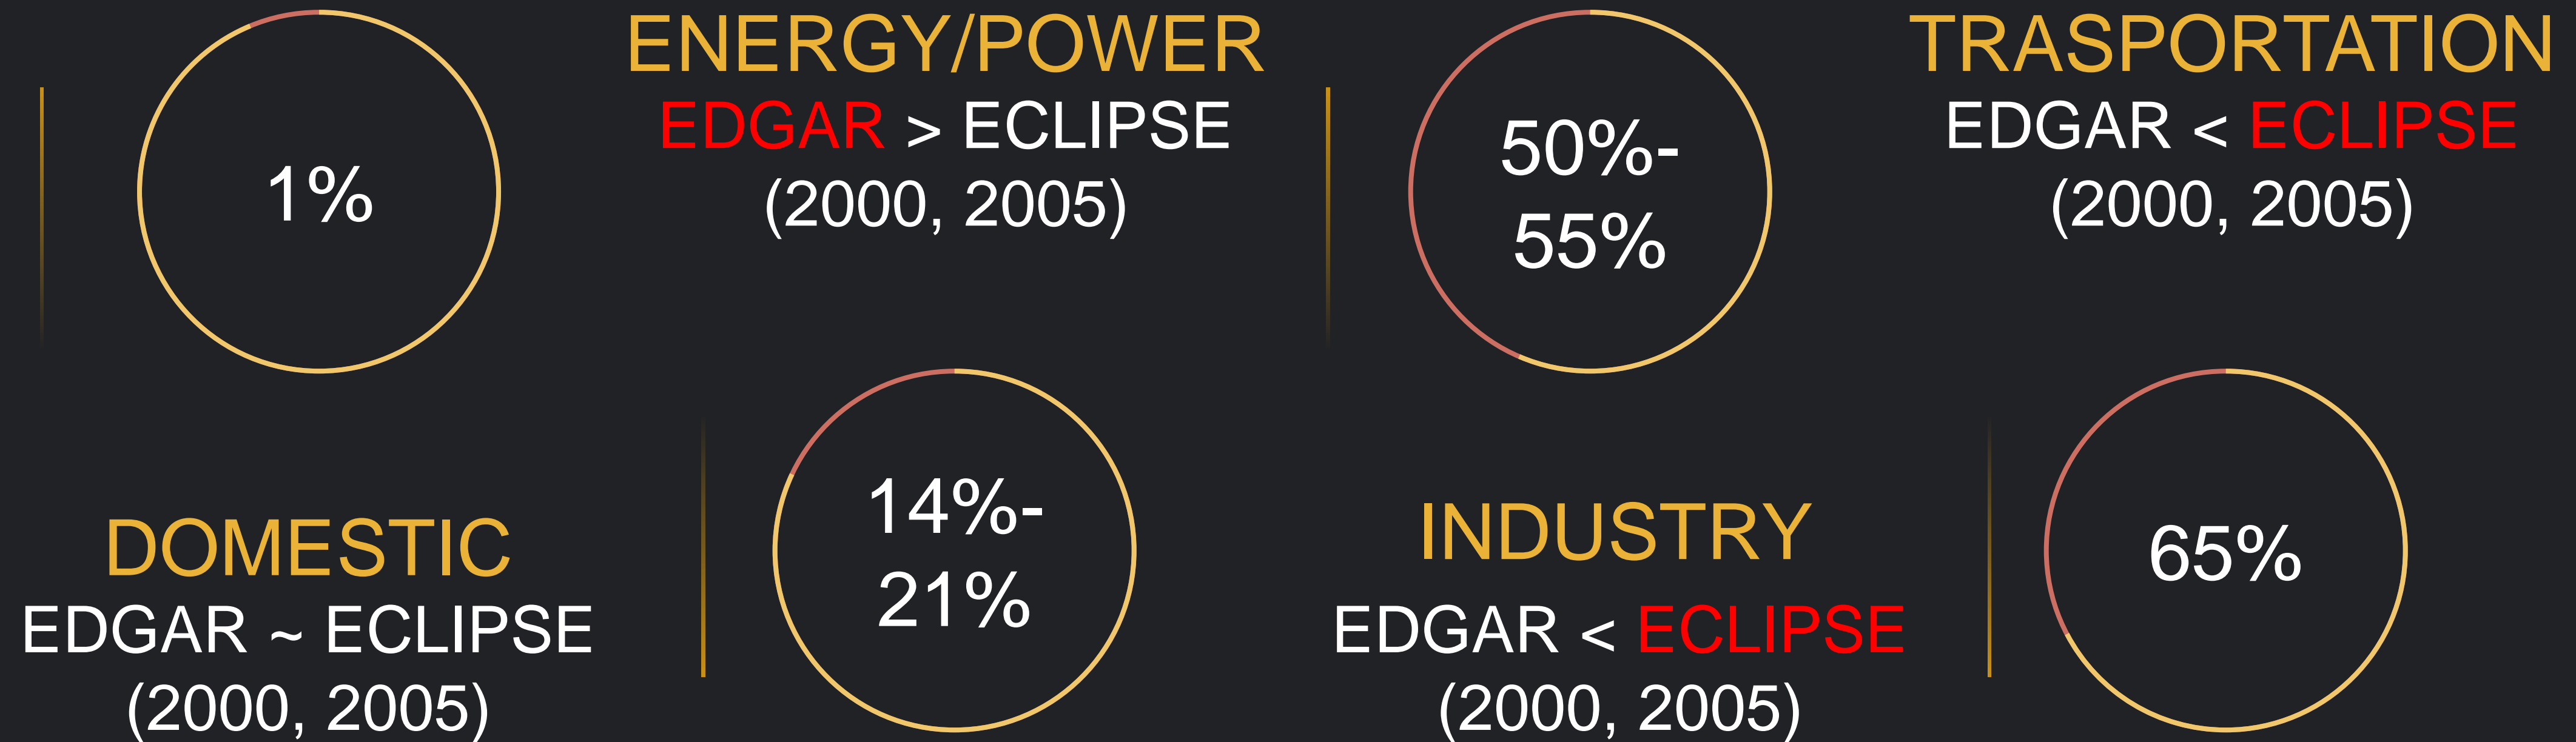 1%
ENERGY/POWER
EDGAR > ECLIPSE
(2000, 2005)
50%-
55%
TRASPORTATION
EDGAR < ECLIPSE
(2000, 2005)
DOMESTIC
EDGAR ~ ECLIPSE
(2000, 2005)
14%-
21%
INDUSTRY
EDGAR < ECLIPSE
(2000, 2005)
65%